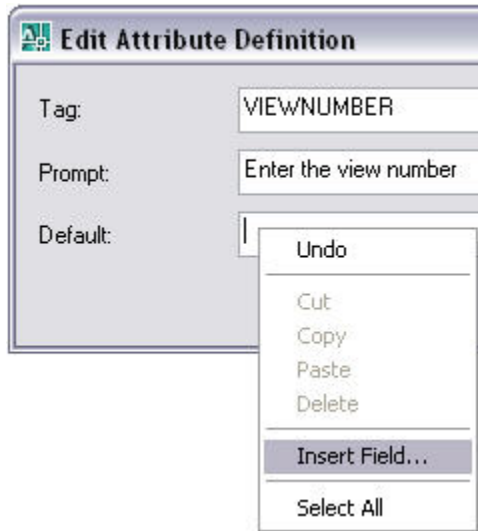 Edit Attribute Definition
Tag:
VIEWNUMBER
Prompt:
Enter the view number
Default:
Undo
Cut
Copy
Paste
Delete
Insert Field...
Select All